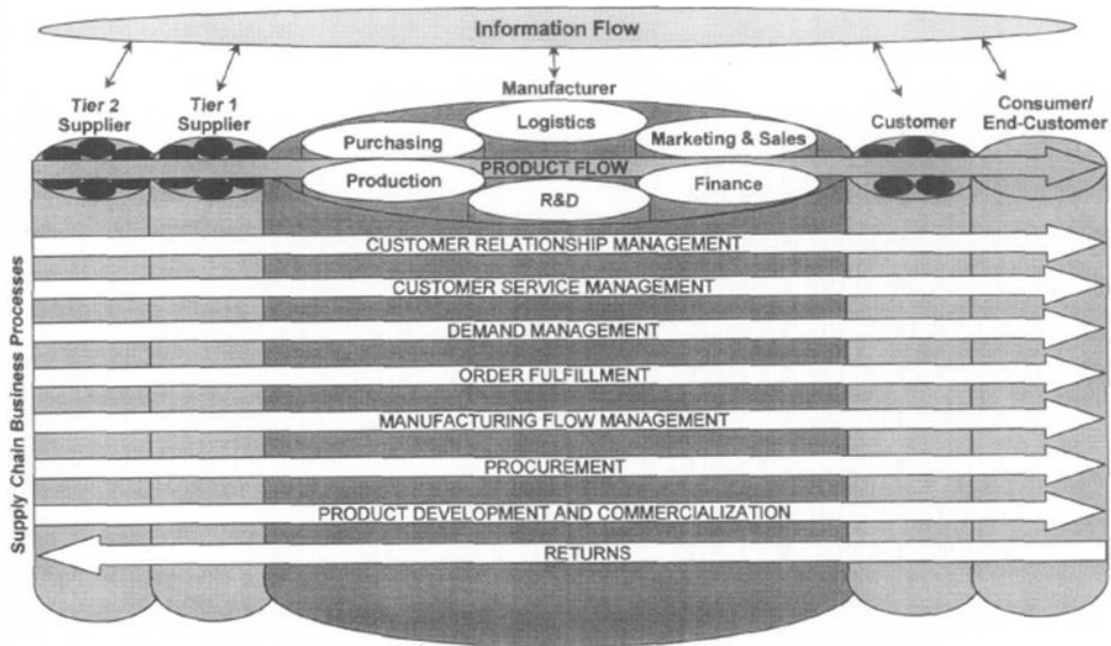 Information Flow
Manufacturer
Tier 2
Supplier
Tier 1
Supplier
Customer
Consumer/
End-Customer
Logistics
Purchasing
Marketing & Sales
PRODUCT FLOW
Production
R&D
Finance
Supply Chain Business Processes
CUSTOMER RELATIONSHIP MANAGEMENT
CUSTOMER SERVICE MANAGEMENT
DEMAND MANAGEMENT
ORDER FULFILLMENT
MANUFACTURING FLOW MANAGEMENT
PROCUREMENT
PRODUCT DEVELOPMENT AND COMMERCIALIZATION
RETURNS